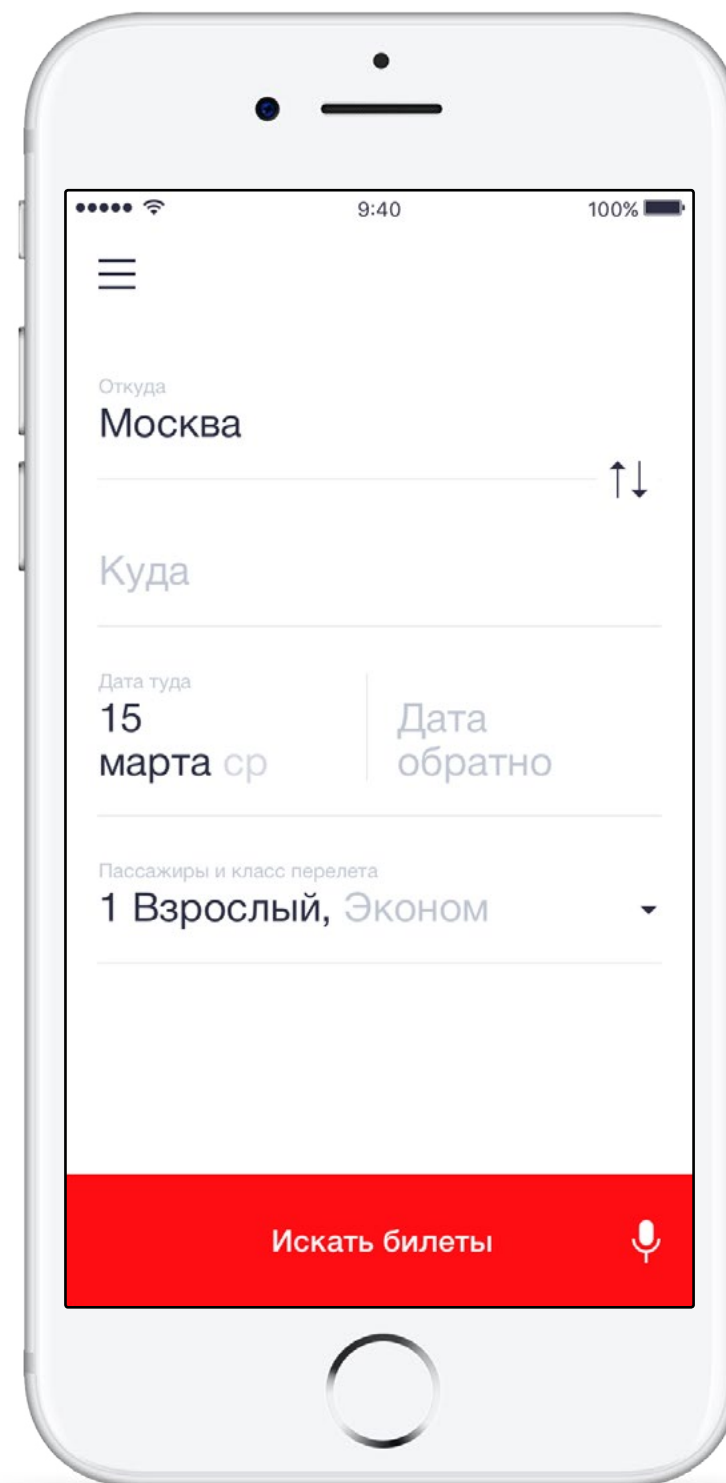 9:40
100%
Откуда
Москва
Куда
Дата туда
15
марта ср
Дата
обратно
Пассажиры и класс перелета
1 Взрослый, Эконом
Искать билеты